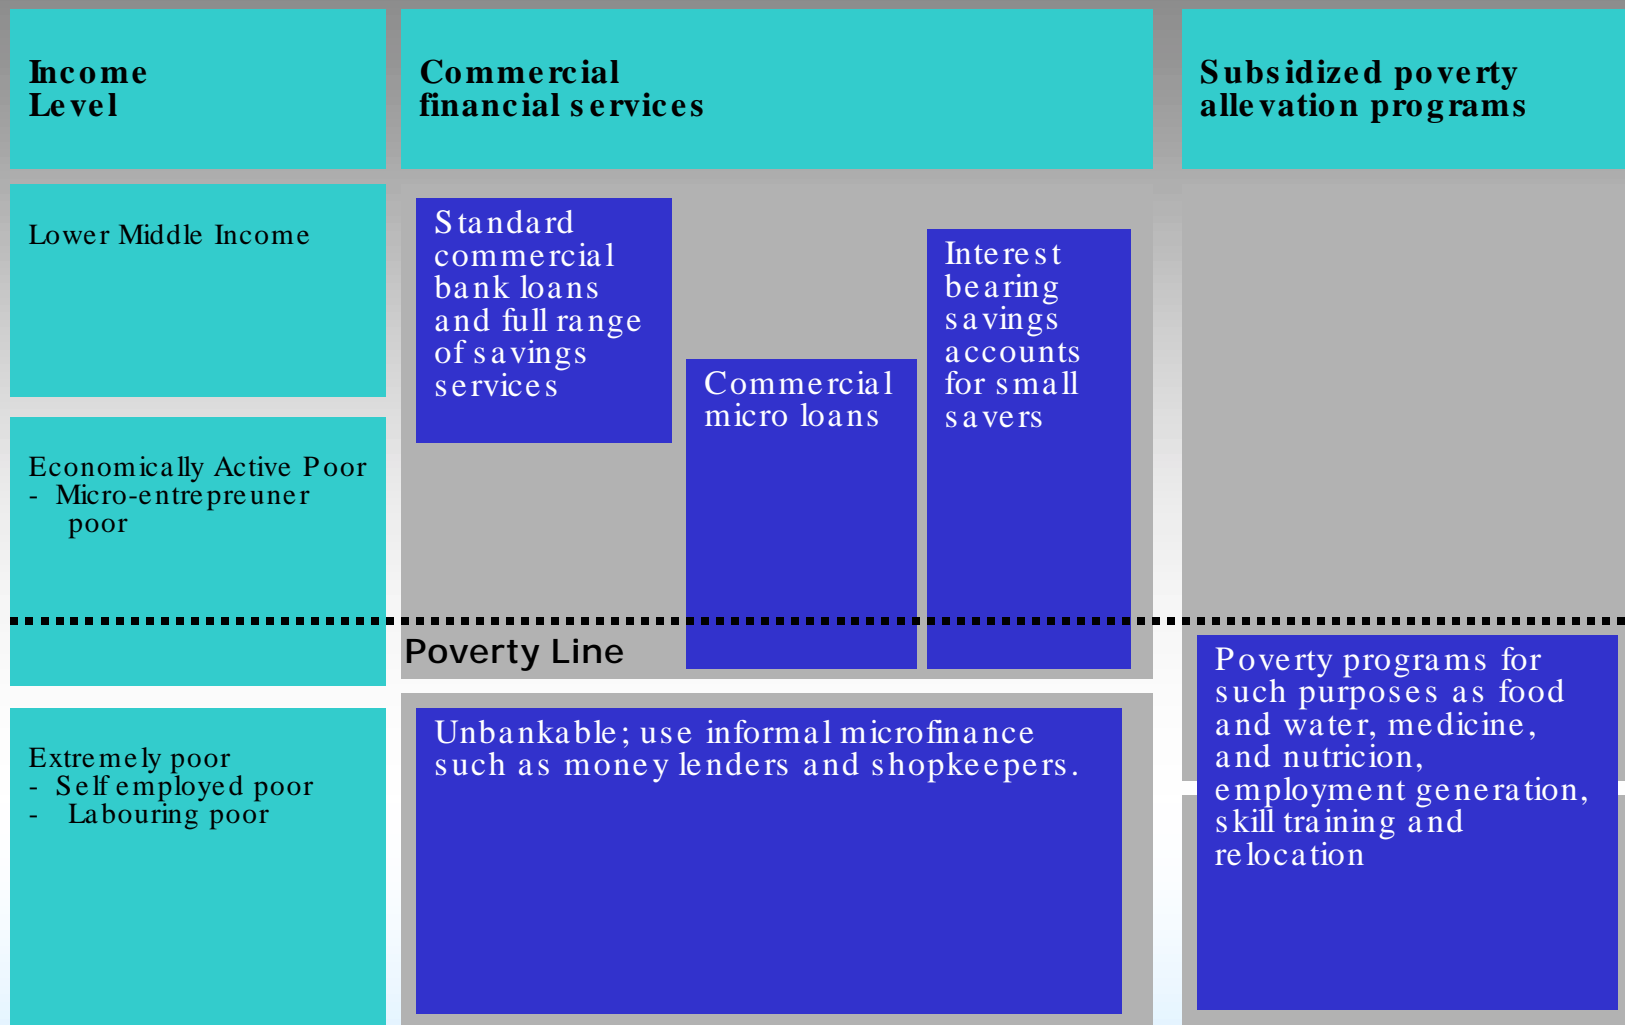 Income
Level
Commercial
financial services
Subsidized poverty
allevation programs
Lower Middle Income
Standard
commercial
bank loans
and full range
of savings
services
Commercial
micro loans
Interest
bearing
savings
accounts
for small
savers
Economically Active Poor
- Micro-entrepreuner
poor
Poverty Line
Extremely poor
- Self employed poor
- Labouring poor
Unbankable; use informal microfinance
such as money lenders and shopkeepers.
Poverty programs for
such purposes as food
and water, medicine,
and nutricion,
employment generation,
skill training and
relocation